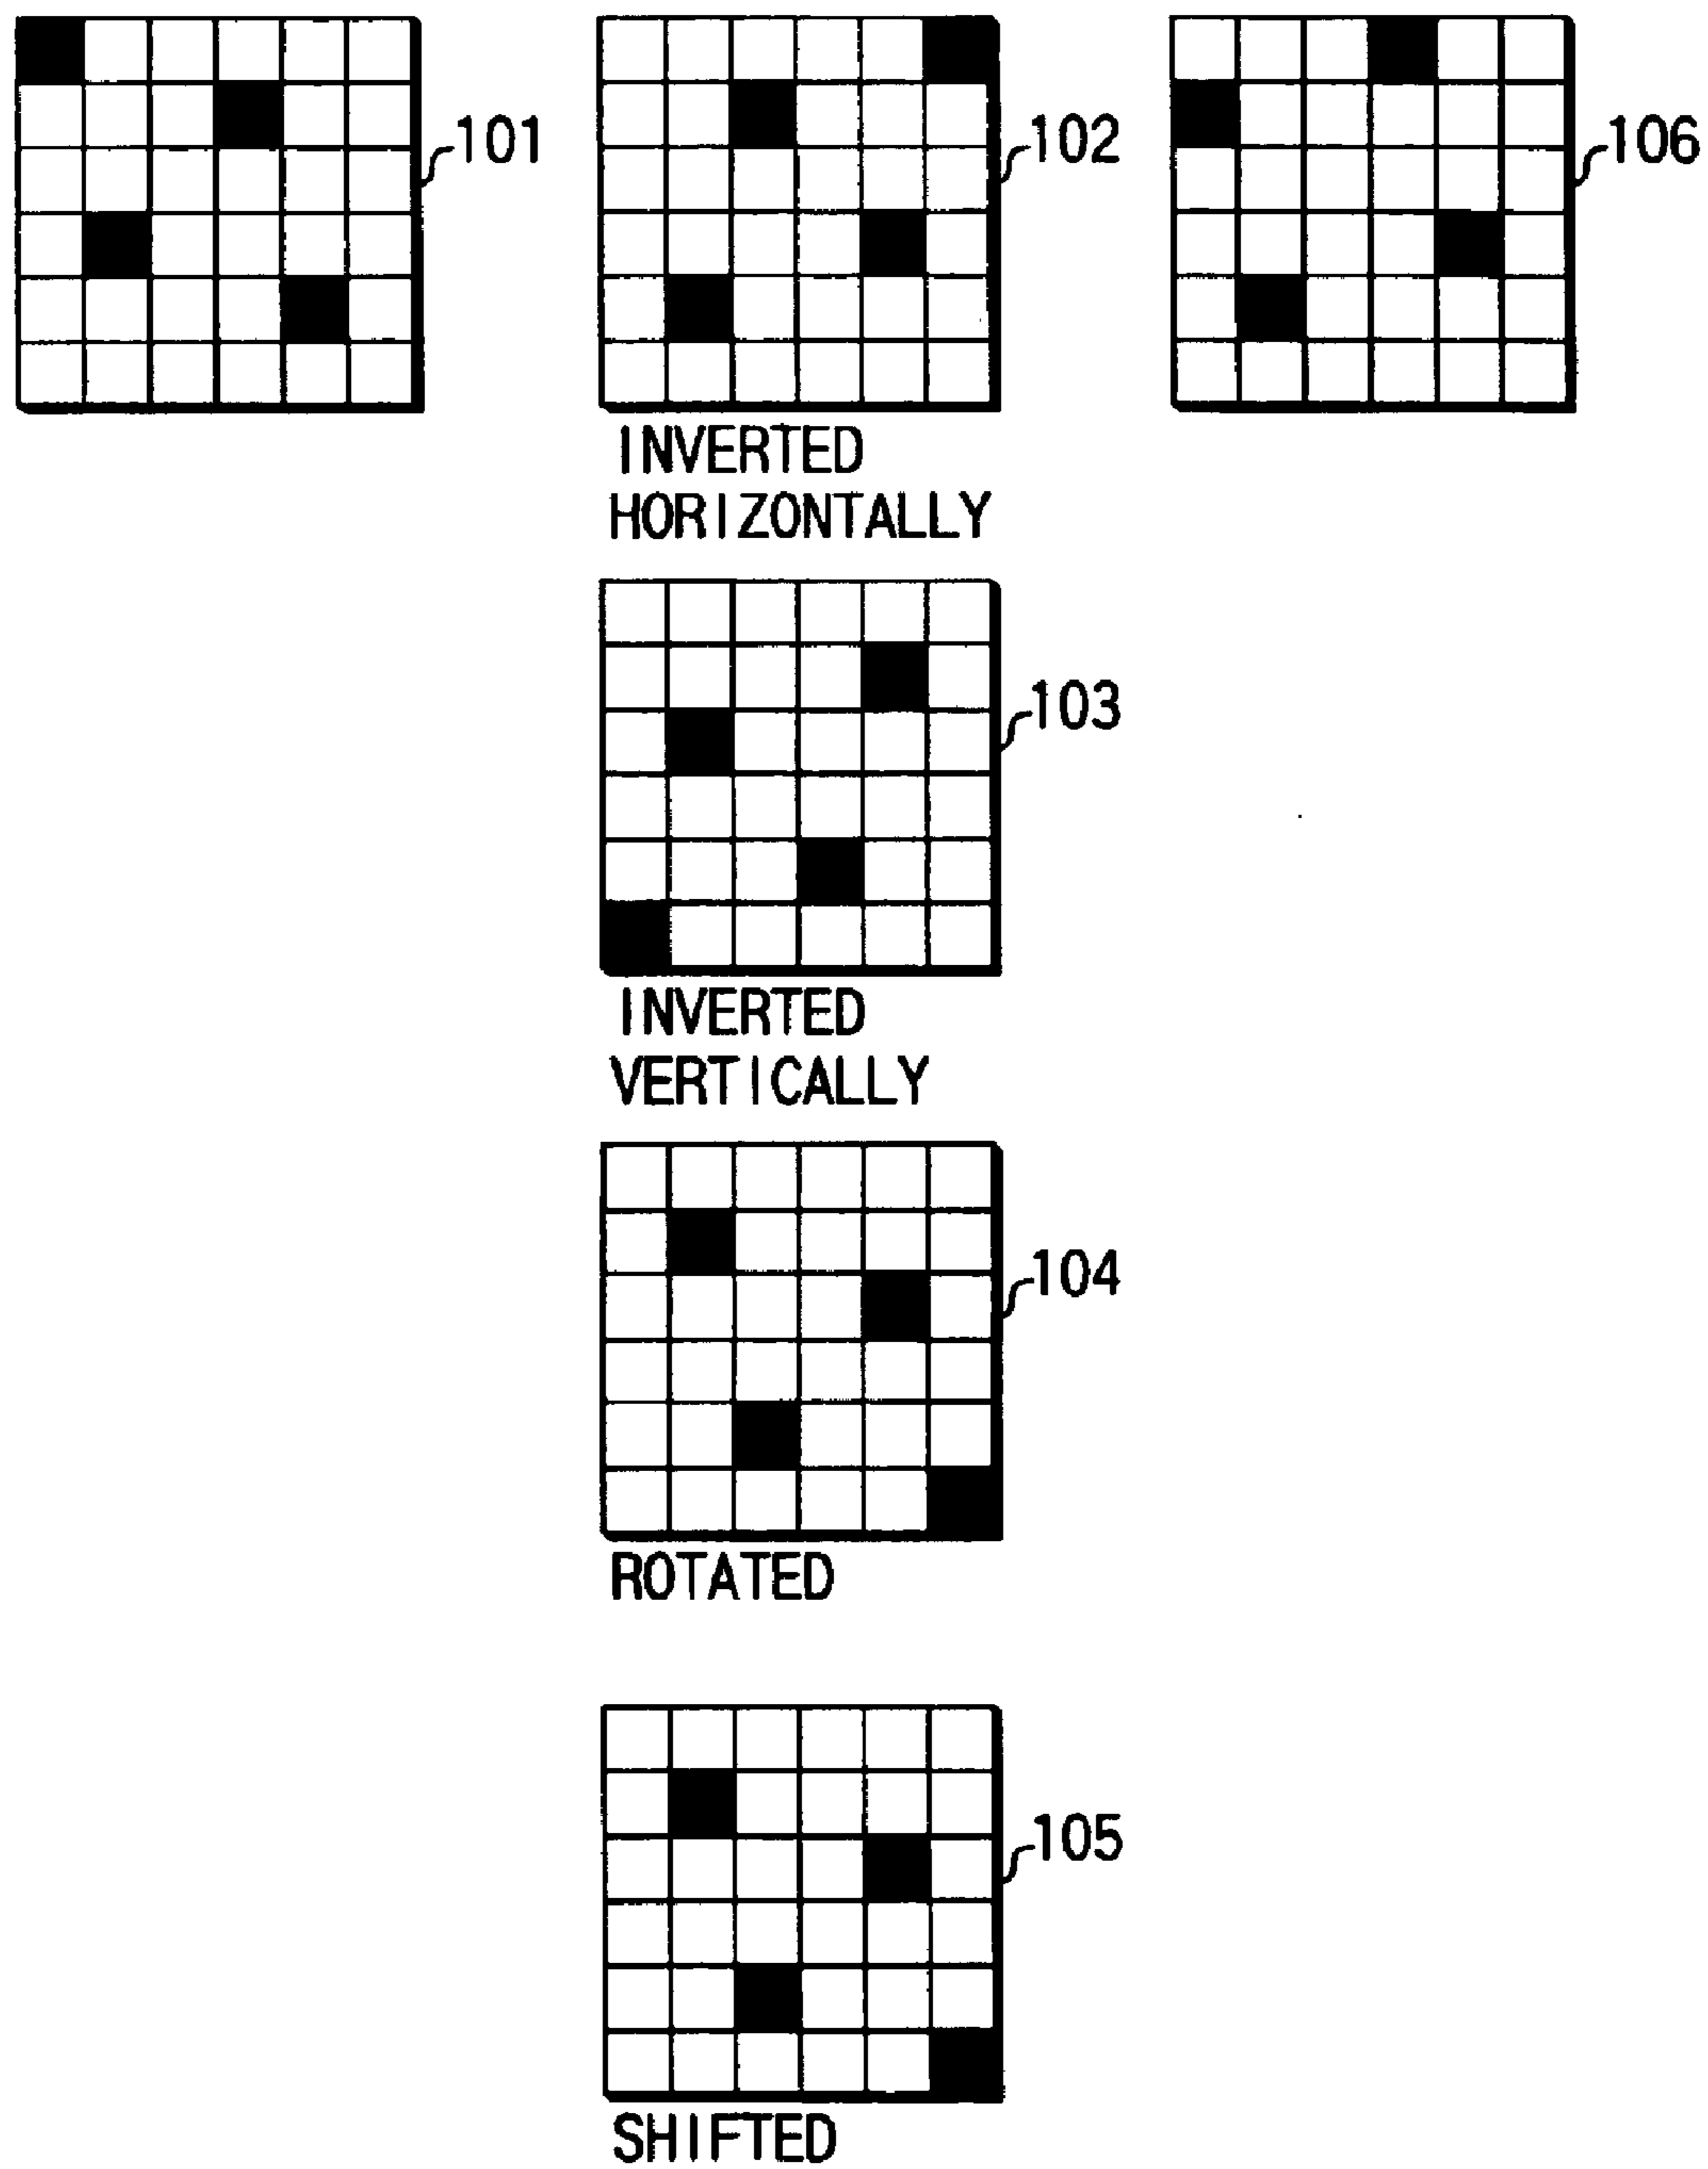 101
102
106
INVERTED
HORIZONTALLY
103
INVERTED
VERTICALLY
104
ROTATED
105
SHIFTED